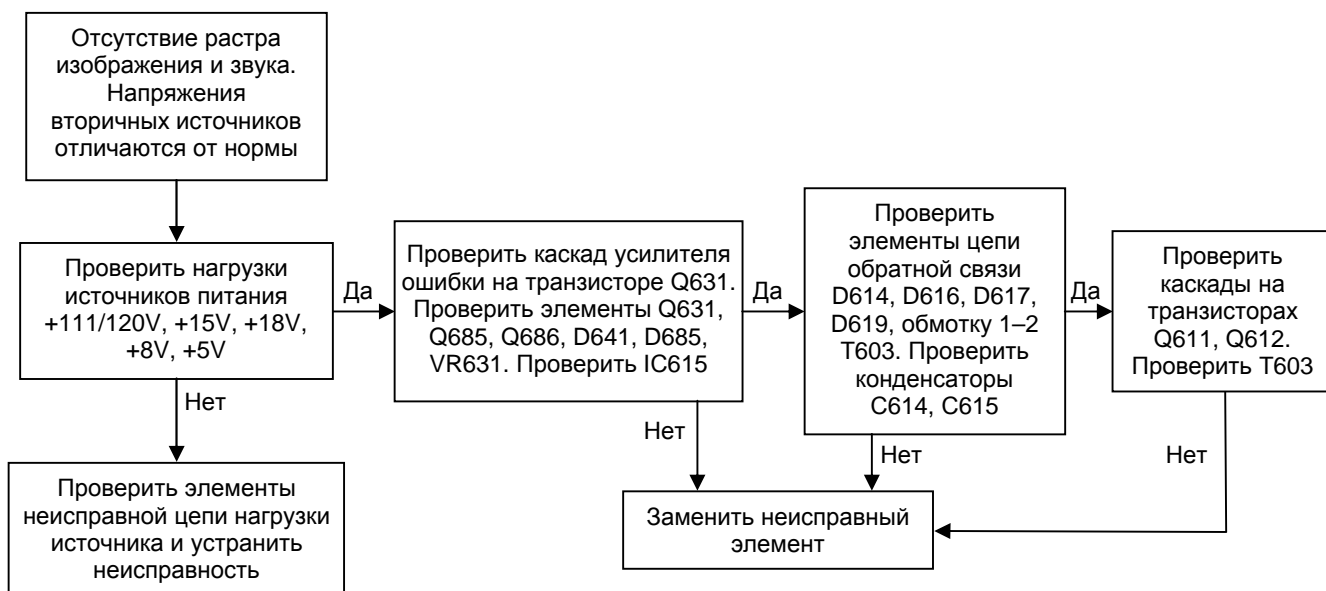 Отсутствие растра
изображения и звука.
Напряжения
вторичных источников
отличаются от нормы
Проверить нагрузки
источников питания
+111/120V, +15V, +18V,
+8V, +5V
Да
Нет
Проверить элементы
неисправной цепи нагрузки
источника и устранить
неисправность
Проверить каскад усилителя
ошибки на транзисторе Q631.
Проверить элементы Q631,
Q685, Q686, D641, D685,
VR631. Проверить IC615
Да
Нет
Проверить
элементы цепи
обратной связи
D614, D616, D617,
D619, обмотку 1–2
T603. Проверить
конденсаторы
C614, C615
Да
Нет
Проверить
каскады на
транзисторах
Q611, Q612.
Проверить T603
Нет
Заменить неисправный
элемент